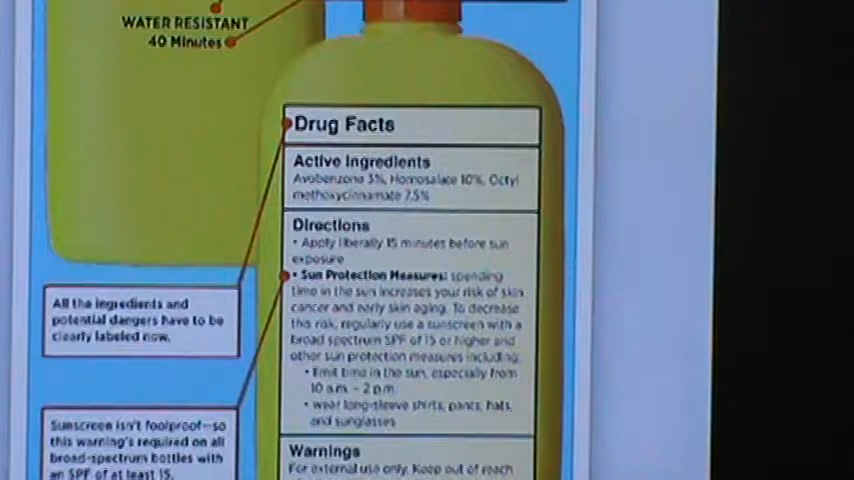 WATER RESISTANT
40 Minutes
Drug Facts
Active Ingredients
Avobenzone 3%, Homosalate 10%, Octyl
methoxycinnamate 7.5%
Directions
• Apply liberally 15 minutes before sun
exposure
• Sun Protection Measures: spending
time in the sun increases your risk of skin
cancer and early skin aging. To decrease
this risk, regularly use a sunscreen with a
broad spectrum SPF of 15 or higher and
other sun protection measures including:
• limit time in the sun, especially from
10 a.m. - 2 p.m.
• wear long-sleeve shirts, pants, hats,
and sunglasses
Warnings
For external use only. Keep out of reach
All the ingredients and
potential dangers have to be
clearly labeled now.
Sunscreen isn't foolproof—so
this warning's required on all
broad-spectrum bottles with
an SPF of at least 15.